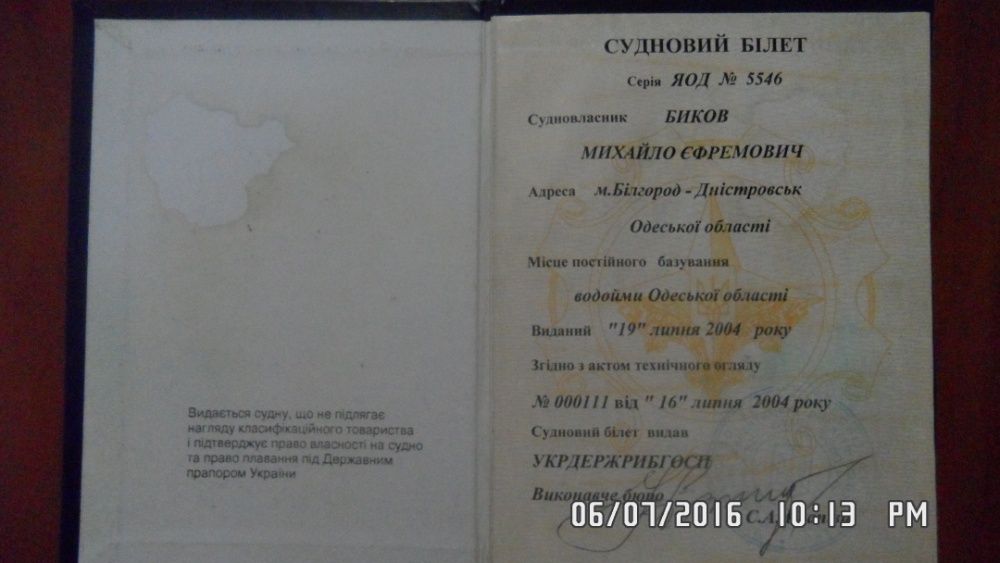 Видається судну, що не підлягає
нагляду класифікаційного товариства
і підтверджує право власності на судно
та право плавання під Державним
прапором України
СУДНОВИЙ БІЛЕТ
Серія ЯОД № 5546
Судновласник БИКОВ
МИХАЙЛО ЄФРЕМОВИЧ
Адреса м.Білгород - Дністровськ
Одеської області
Місце постійного базування
водойми Одеської області
Виданий "19" липня 2004 року
Згідно з актом технічного огляду
№ 000111 від " 16" липня 2004 року
Судновий білет видав
УКРДЕРЖРИБГОСП
Виконавче бюро
С.А.
06/07/2016 10:13 PM